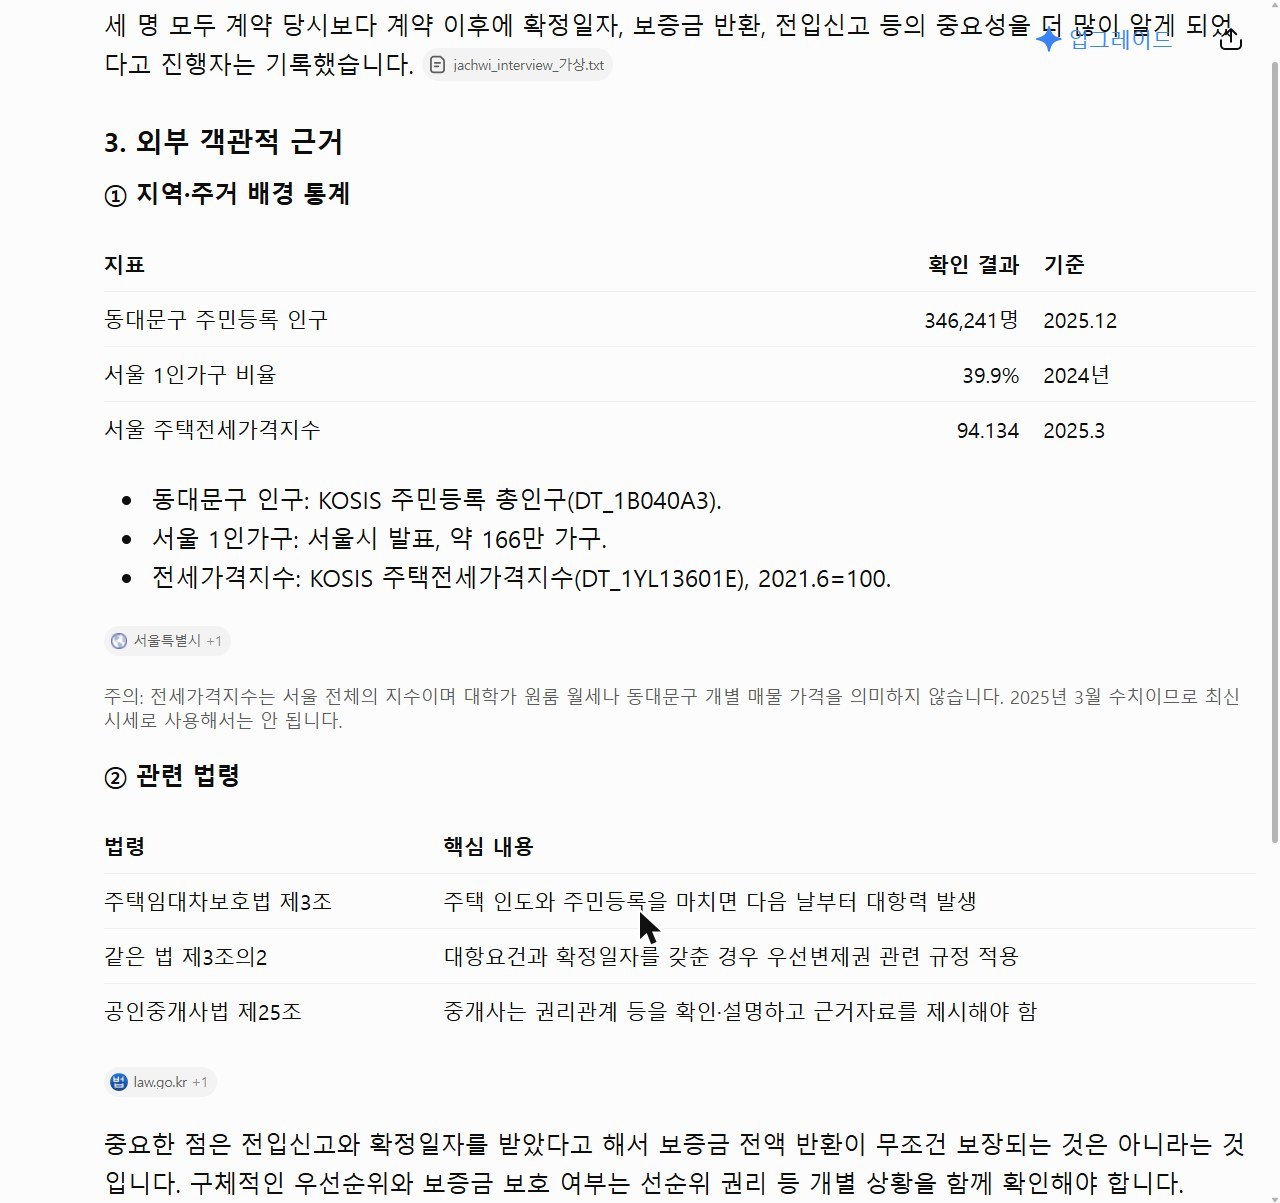 세 명 모두 계약 당시보다 계약 이후에 확정일자, 보증금 반환, 전입신고 등의 중요성을 더 많이 알게 되었
업그레이드
다고 진행자는 기록했습니다. jachwi_interview_가상.txt
3. 외부 객관적 근거
① 지역·주거 배경 통계
지표 확인 결과 기준
동대문구 주민등록 인구 346,241명 2025.12
서울 1인가구 비율 39.9% 2024년
서울 주택전세가격지수 94.134 2025.3
• 동대문구 인구: KOSIS 주민등록 총인구(DT_1B040A3).
• 서울 1인가구: 서울시 발표, 약 166만 가구.
• 전세가격지수: KOSIS 주택전세가격지수(DT_1YL13601E), 2021.6=100.
서울특별시 +1
주의: 전세가격지수는 서울 전체의 지수이며 대학가 원룸 월세나 동대문구 개별 매물 가격을 의미하지 않습니다. 2025년 3월 수치이므로 최신
시세로 사용해서는 안 됩니다.
② 관련 법령
법령 핵심 내용
주택임대차보호법 제3조 주택 인도와 주민등록을 마치면 다음 날부터 대항력 발생
같은 법 제3조의2 대항요건과 확정일자를 갖춘 경우 우선변제권 관련 규정 적용
공인중개사법 제25조 중개사는 권리관계 등을 확인·설명하고 근거자료를 제시해야 함
법 law.go.kr +1
중요한 점은 전입신고와 확정일자를 받았다고 해서 보증금 전액 반환이 무조건 보장되는 것은 아니라는 것
입니다. 구체적인 우선순위와 보증금 보호 여부는 선순위 권리 등 개별 상황을 함께 확인해야 합니다.